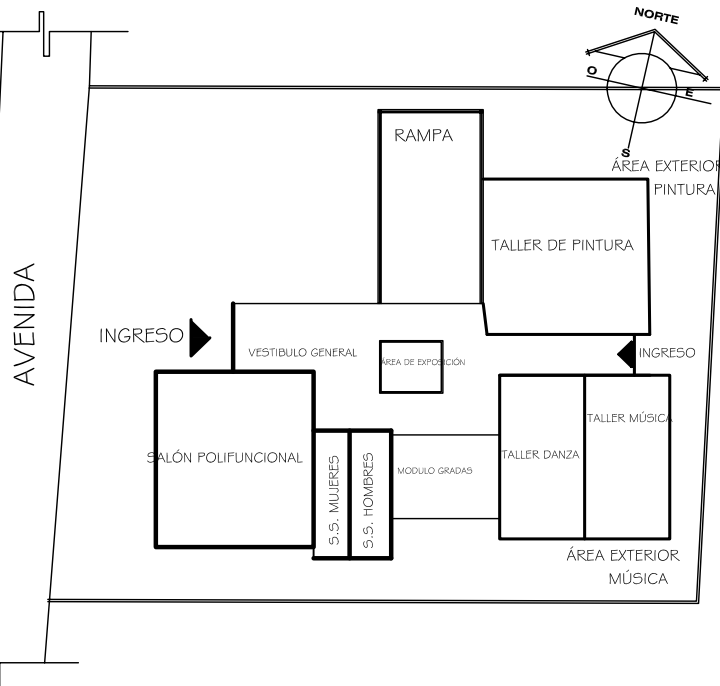 NORTE
O
E
S
RAMPA
ÁREA EXTERIOR
PINTURA
TALLER DE PINTURA
AVENIDA
INGRESO
VESTIBULO GENERAL
ÁREA DE EXPOSICIÓN
INGRESO
TALLER MÚSICA
SALÓN POLIFUNCIONAL
S.S. MUJERES
S.S. HOMBRES
MODULO GRADAS
TALLER DANZA
ÁREA EXTERIOR
MÚSICA